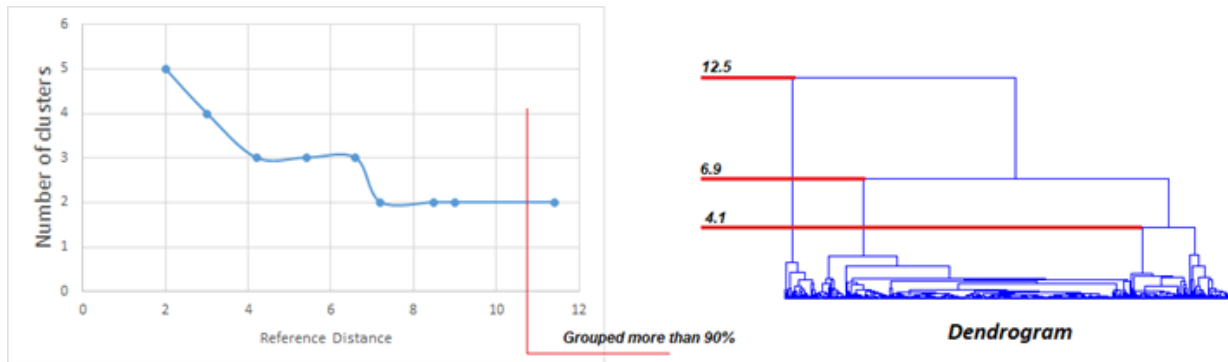 6
5
4
3
2
1
0
Number of clusters
0 2 4 6 8 10 12 14
Reference Distance
Grouped more than 90%
12.5
6.9
4.1
Dendrogram